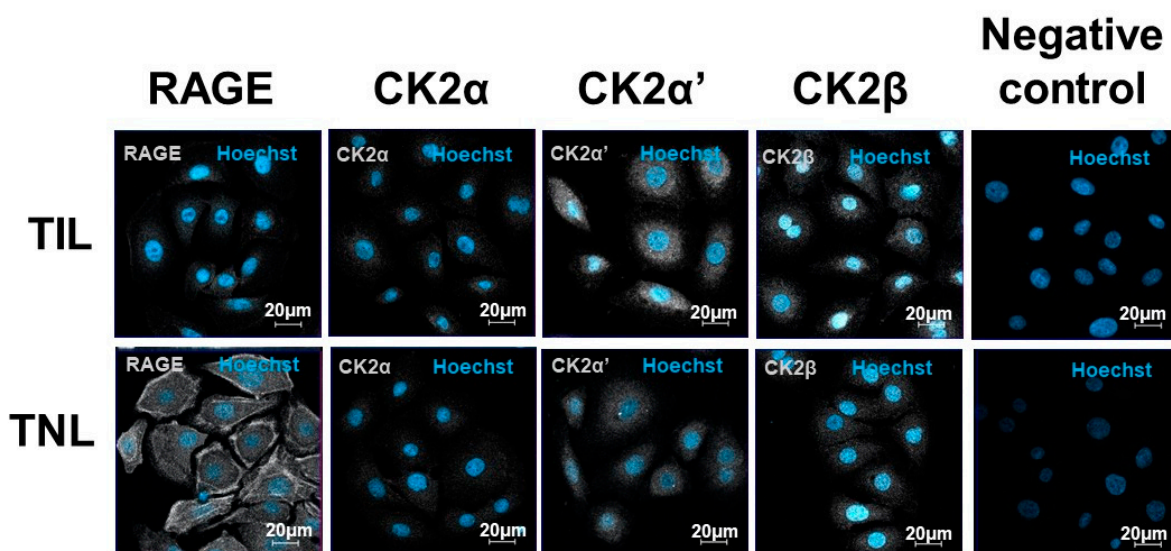 Negative
RAGE CK2α CK2α’ CK2β control
TIL
RAGE Hoechst
20µm
CK2α Hoechst
20µm
CK2α’ Hoechst
20µm
CK2β Hoechst
20µm
Hoechst
20µm
TNL
RAGE Hoechst
20µm
CK2α Hoechst
20µm
CK2α’ Hoechst
20µm
CK2β Hoechst
20µm
Hoechst
20µm